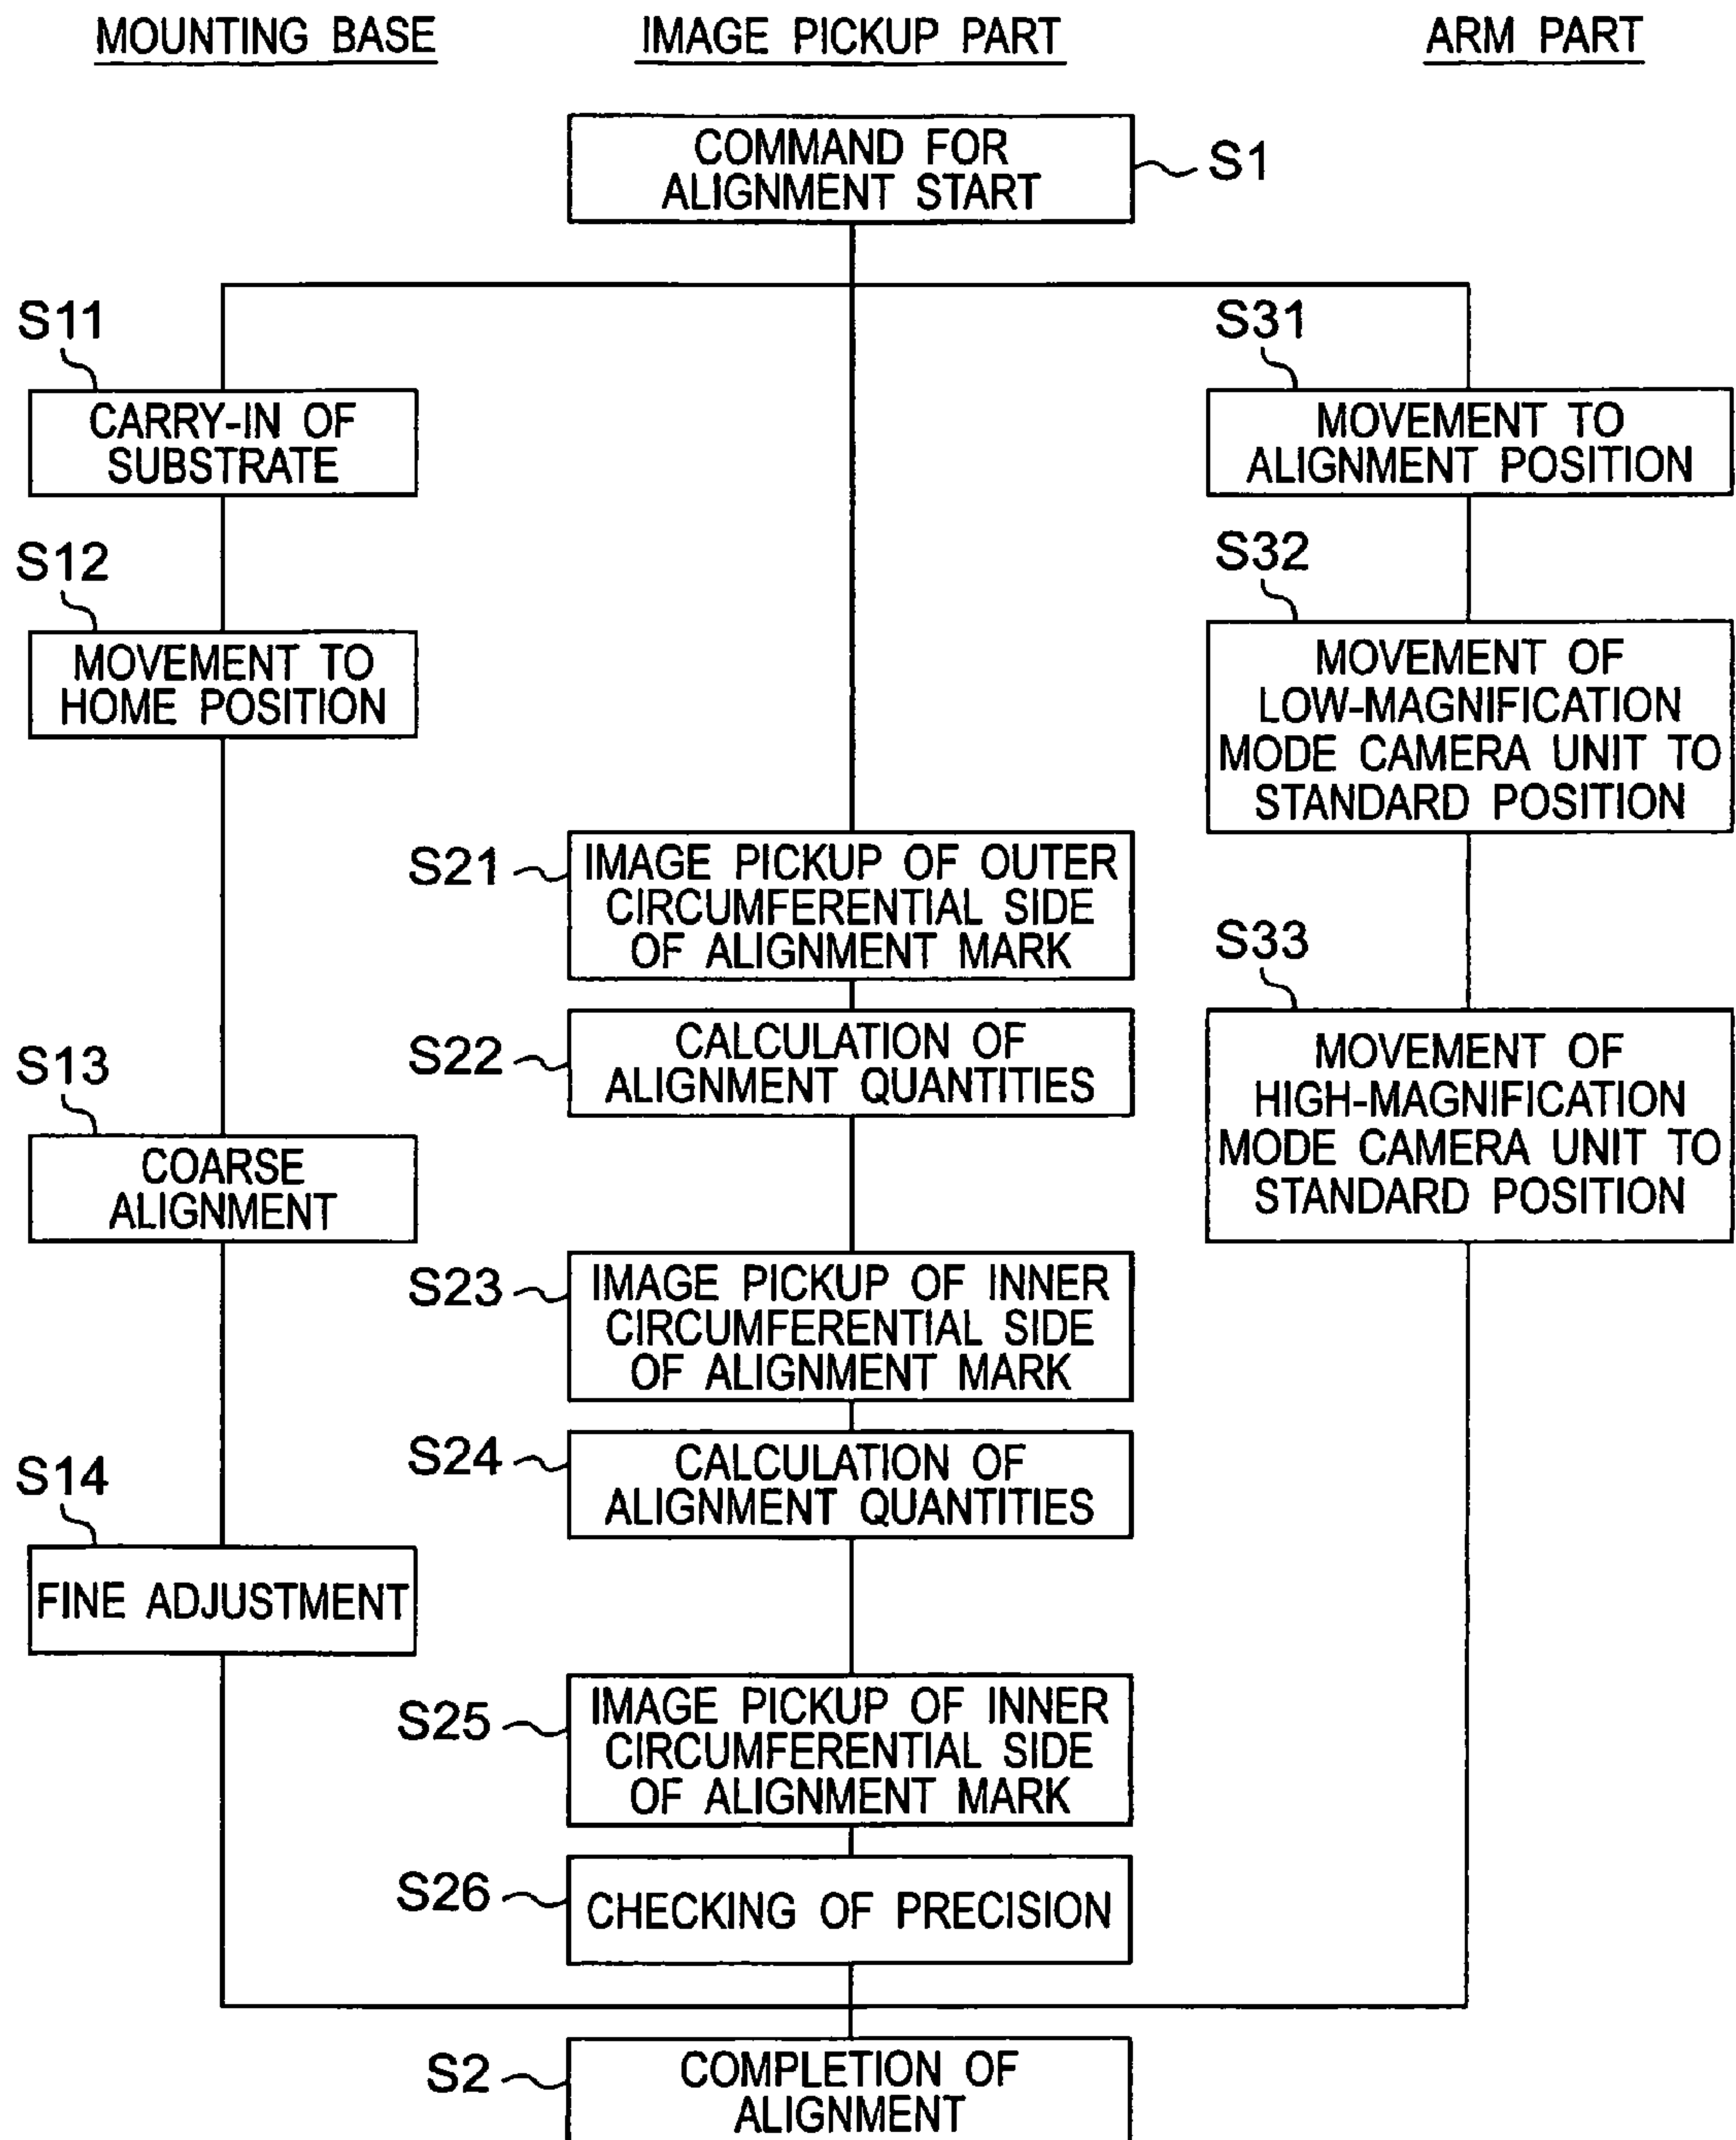 MOUNTING BASE
IMAGE PICKUP PART
ARM PART
COMMAND FOR
ALIGNMENT START
S1
S11
CARRY-IN OF
SUBSTRATE
S31
MOVEMENT TO
ALIGNMENT POSITION
S12
MOVEMENT TO
HOME POSITION
S32
MOVEMENT OF
LOW-MAGNIFICATION
MODE CAMERA UNIT TO
STANDARD POSITION
S21
IMAGE PICKUP OF OUTER
CIRCUMFERENTIAL SIDE
OF ALIGNMENT MARK
S22
CALCULATION OF
ALIGNMENT QUANTITIES
S33
MOVEMENT OF
HIGH-MAGNIFICATION
MODE CAMERA UNIT TO
STANDARD POSITION
S13
COARSE
ALIGNMENT
S23
IMAGE PICKUP OF INNER
CIRCUMFERENTIAL SIDE
OF ALIGNMENT MARK
S24
CALCULATION OF
ALIGNMENT QUANTITIES
S14
FINE ADJUSTMENT
S25
IMAGE PICKUP OF INNER
CIRCUMFERENTIAL SIDE
OF ALIGNMENT MARK
S26
CHECKING OF PRECISION
S2
COMPLETION OF
ALIGNMENT